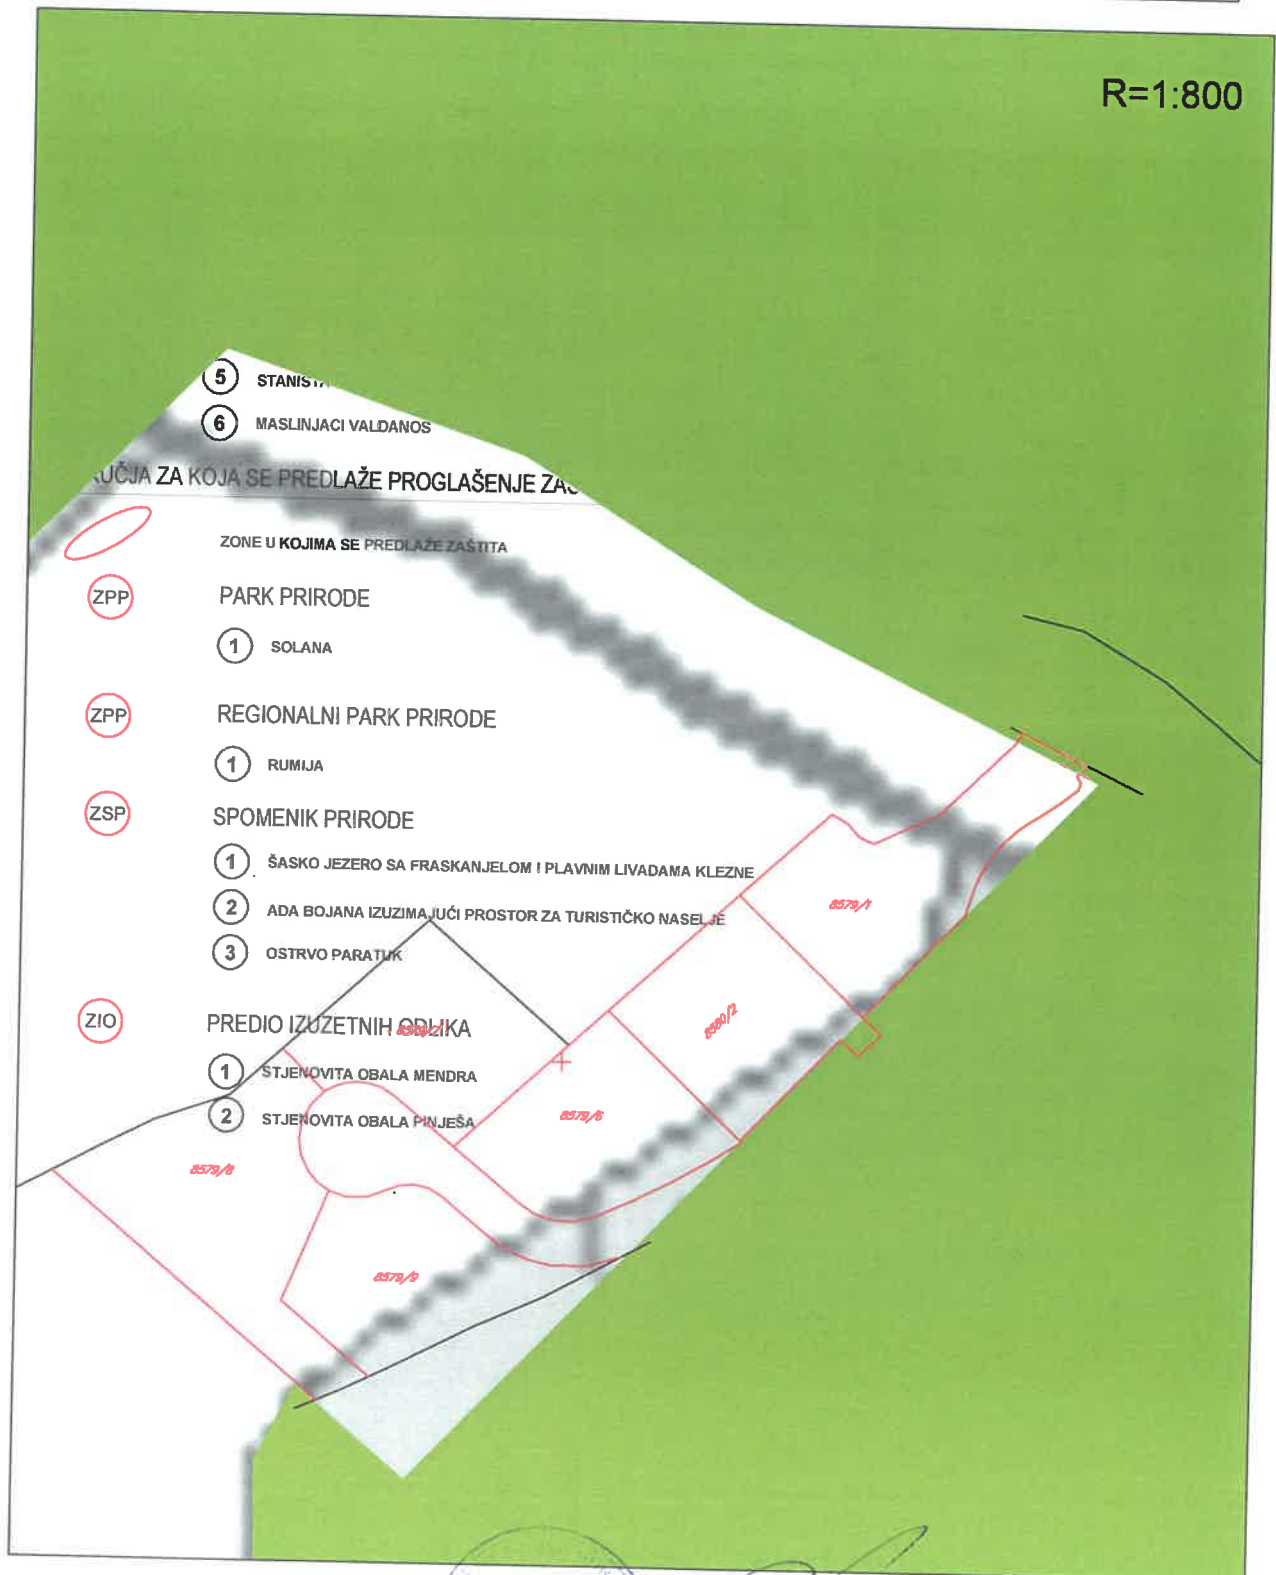 R=1:800
5 STANIŠTA
6 MASLINJACI VALDANOS
UČJA ZA KOJA SE PREDLAŽE PROGLAŠENJE ZAŠ
ZONE U KOJIMA SE PREDLAŽE ZAŠTITA
ZPP PARK PRIRODE
1 SOLANA
ZPP REGIONALNI PARK PRIRODE
1 RUMIJA
ZSP SPOMENIK PRIRODE
1 ŠASKO JEZERO SA FRASKANJELOM I PLAVNIM LIVADAMA KLEZNE
2 ADA BOJANA IZUZIMAJUĆI PROSTOR ZA TURISTIČKO NASELJE
3 OSTRVO PARATUK
ZIO PREDIO IZUZETNIH ODLIKA
1 STJENOVITA OBALA MENDRA
2 STJENOVITA OBALA PINJEŠA
8579/1
8580/2
8579/6
8579/8
8579/9